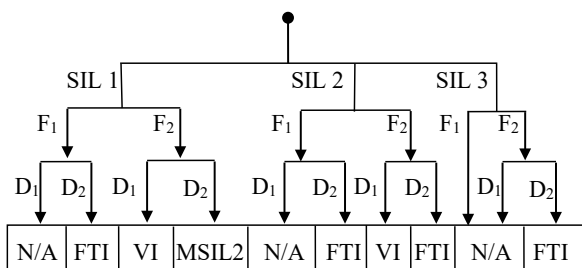 SIL 1 SIL 2 SIL 3
F₁ F₂ F₁ F₂ F₁ F₂
D₁ D₂ D₁ D₂ D₁ D₂ D₁ D₂ D₁ D₂
N/A FTI VI MSIL2 N/A FTI VI FTI N/A FTI